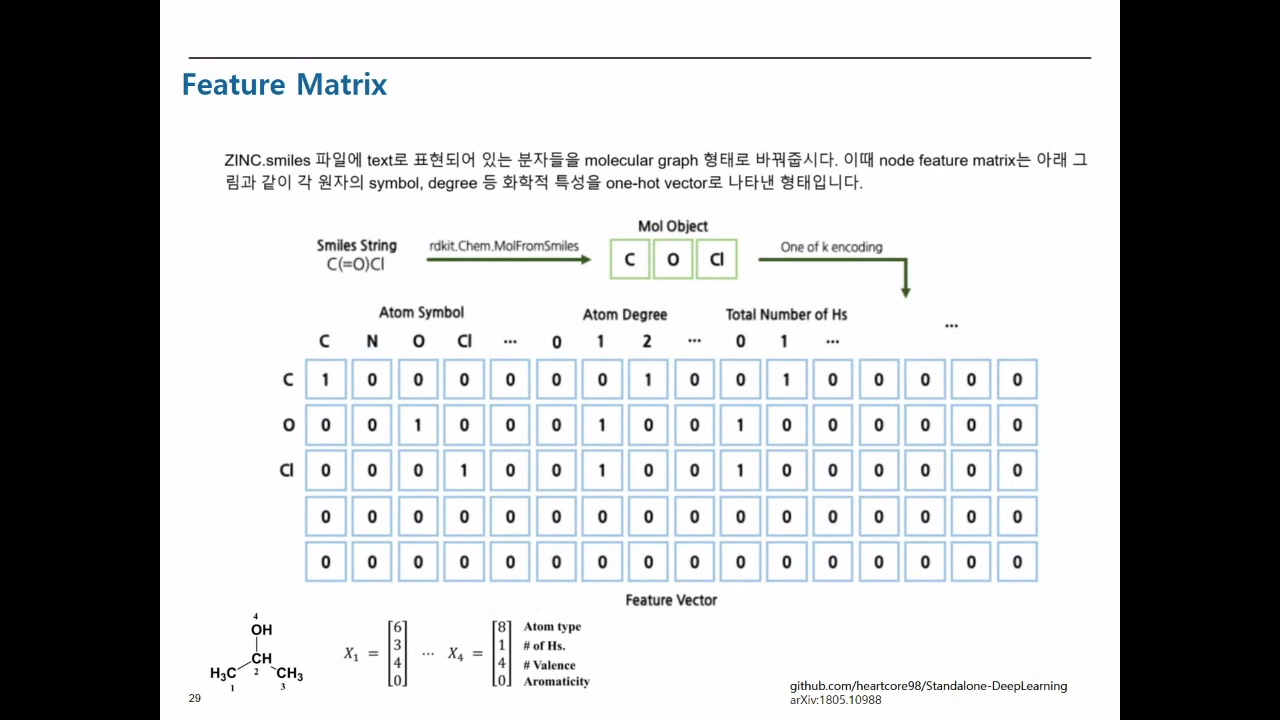 Feature Matrix
ZINC.smiles 파일에 text로 표현되어 있는 분자들을 molecular graph 형태로 바꿔줍시다. 이때 node feature matrix는 아래 그
림과 같이 각 원자의 symbol, degree 등 화학적 특성을 one-hot vector로 나타낸 형태입니다.
Mol Object
Smiles String rdkit.Chem.MolFromSmiles One of k encoding
C(=O)Cl C O Cl
Atom Symbol Atom Degree Total Number of Hs ...
C N O Cl ... 0 1 2 ... 0 1 ...
C 1 0 0 0 0 0 0 1 0 0 1 0 0 0 0 0
O 0 0 1 0 0 0 1 0 0 1 0 0 0 0 0 0
Cl 0 0 0 1 0 0 1 0 0 1 0 0 0 0 0 0
0 0 0 0 0 0 0 0 0 0 0 0 0 0 0 0
0 0 0 0 0 0 0 0 0 0 0 0 0 0 0 0
Feature Vector
4
OH
CH
H₃C 2 CH₃
1 3
X₁ = [6 3 4 0] ... X₄ = [8 1 4 0]
Atom type
# of Hs.
# Valence
Aromaticity
29
github.com/heartcore98/Standalone-DeepLearning
arXiv:1805.10988